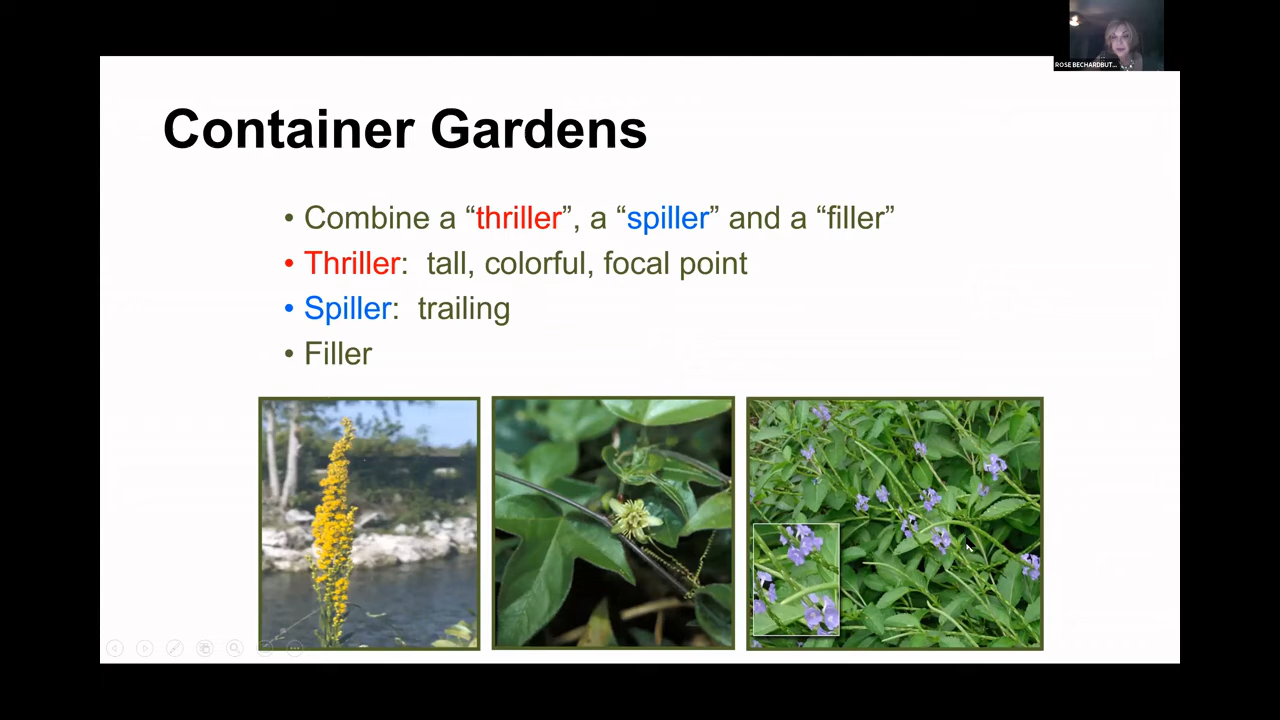 ROSE BECHARDBUT...
Container Gardens
• Combine a “thriller”, a “spiller” and a “filler”
• Thriller: tall, colorful, focal point
• Spiller: trailing
• Filler